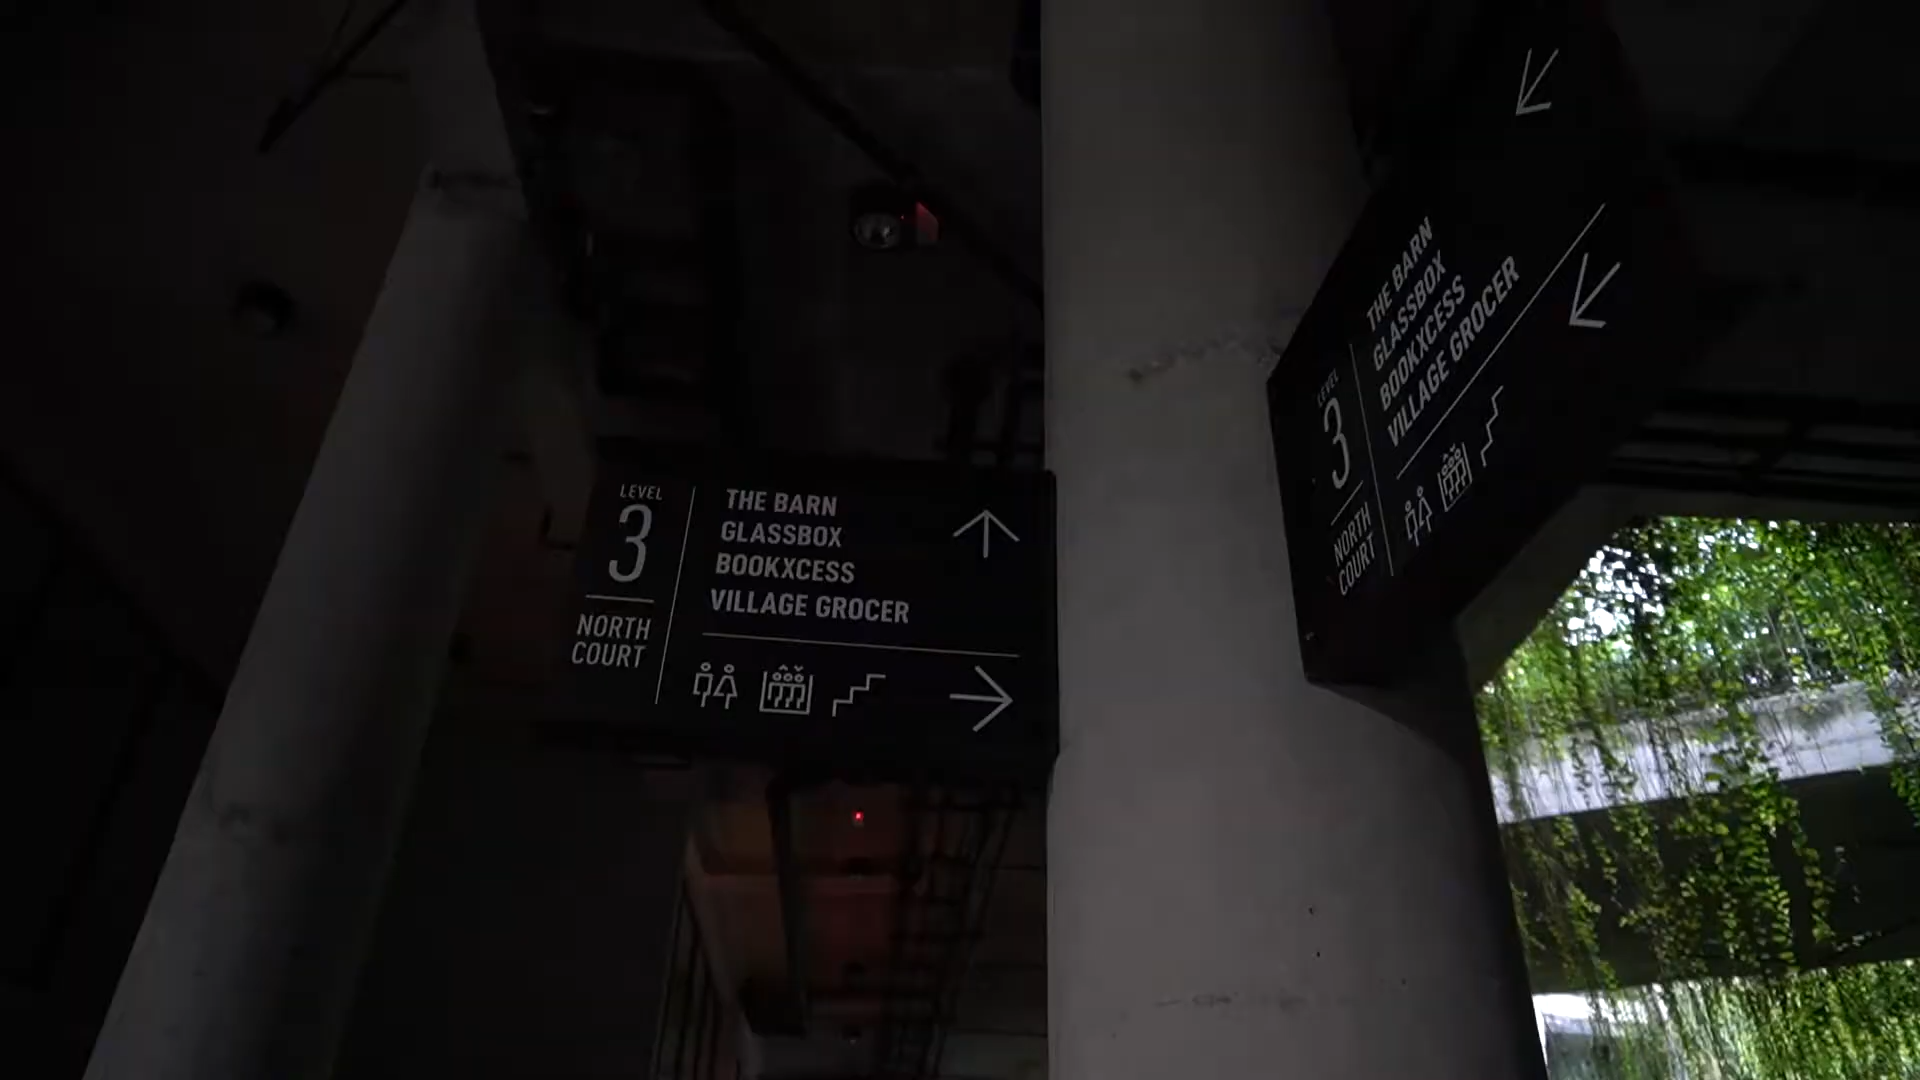 LEVEL
3
NORTH
COURT
THE BARN
GLASSBOX
BOOKXCESS
VILLAGE GROCER
LEVEL
3
NORTH
COURT
THE BARN
GLASSBOX
BOOKXCESS
VILLAGE GROCER